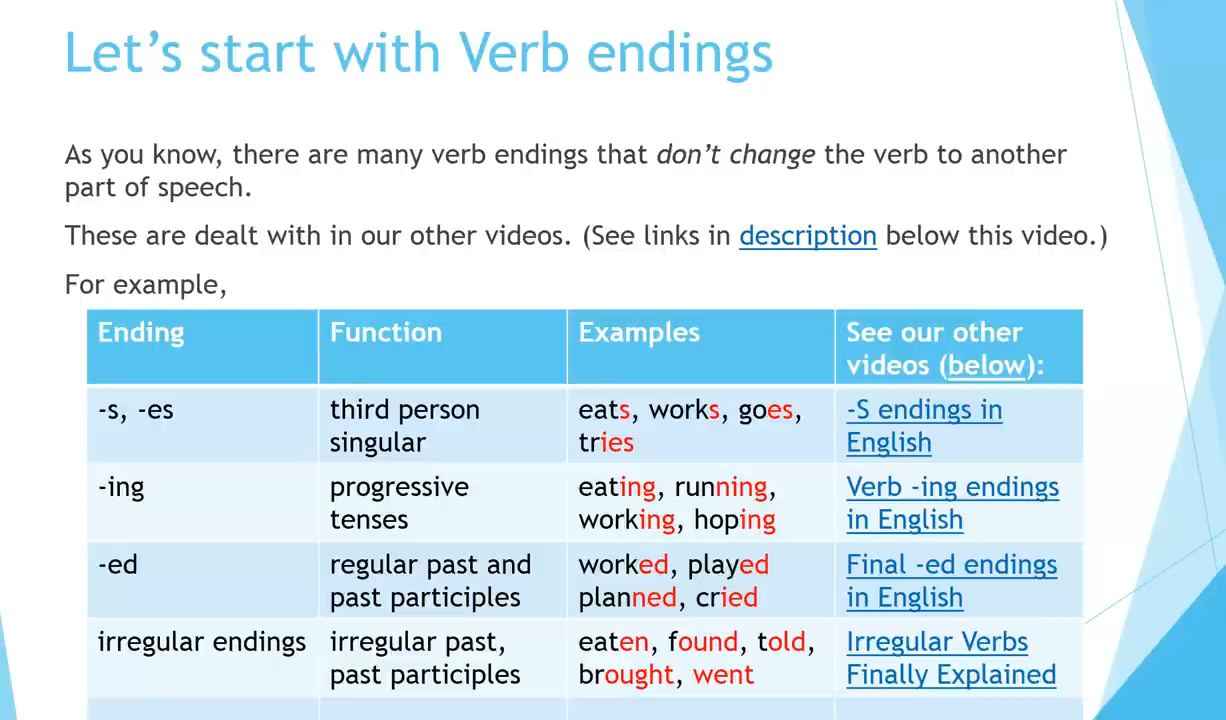 Let’s start with Verb endings
As you know, there are many verb endings that don’t change the verb to another
part of speech.
These are dealt with in our other videos. (See links in description below this video.)
For example,
Ending Function Examples See our other
videos (below):
-s, -es third person eats, works, goes, -S endings in
singular tries English
-ing progressive eating, running, Verb -ing endings
tenses working, hoping in English
-ed regular past and worked, played Final -ed endings
past participles planned, cried in English
irregular endings irregular past, eaten, found, told, Irregular Verbs
past participles brought, went Finally Explained